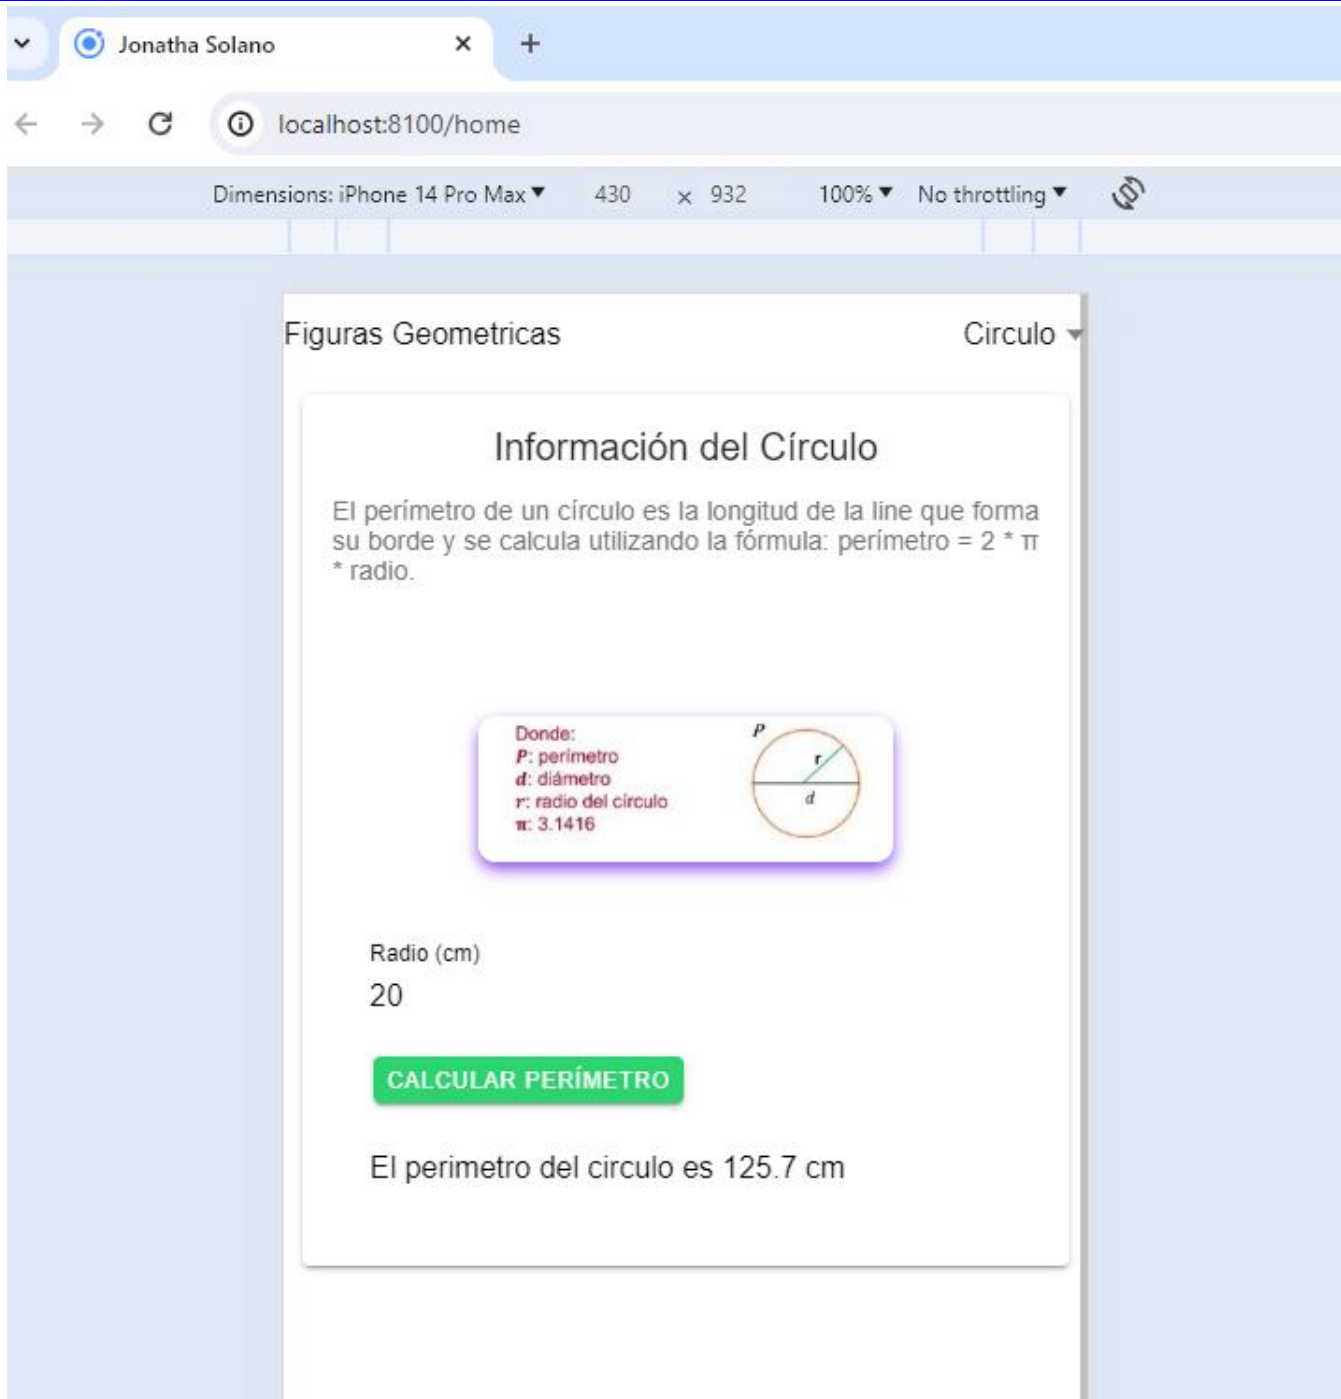 Jonatha Solano
localhost:8100/home
Dimensions: iPhone 14 Pro Max 430 × 932 100% No throttling
Figuras Geometricas Circulo
Información del Círculo
El perímetro de un círculo es la longitud de la line que forma
su borde y se calcula utilizando la fórmula: perímetro = 2 * π
* radio.
Donde:
P: perímetro
d: diámetro
r: radio del círculo
π: 3.1416
P
r
d
Radio (cm)
20
CALCULAR PERÍMETRO
El perimetro del circulo es 125.7 cm